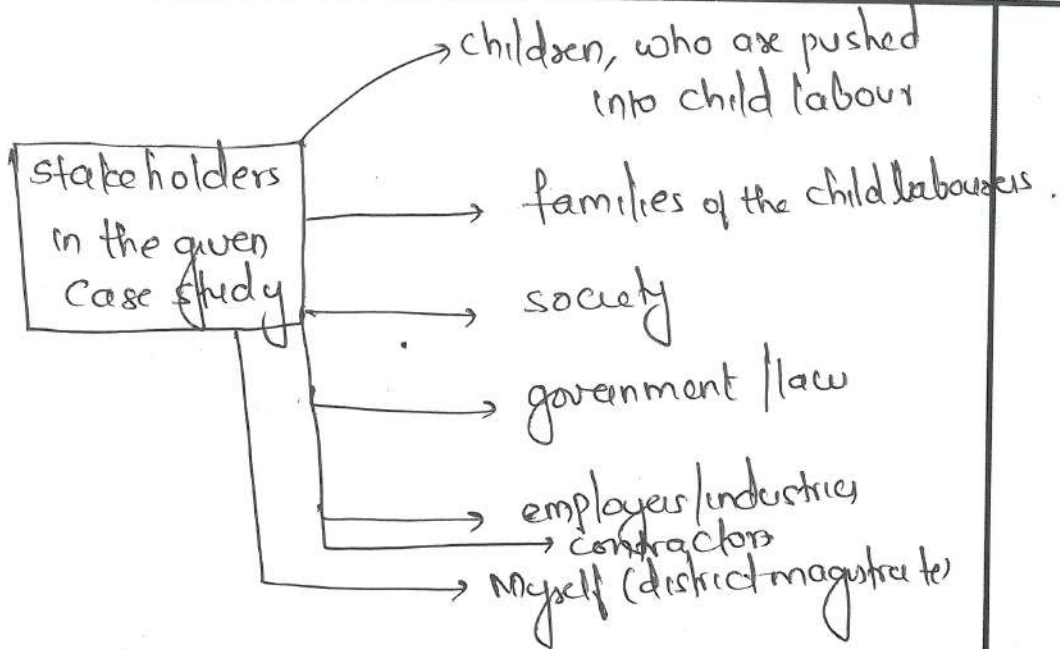 children, who are pushed
into child labour
stakeholders
in the given
case study
families of the child labourers.
society
government / law
employers/industries
contractors
Myself (district magistrate)